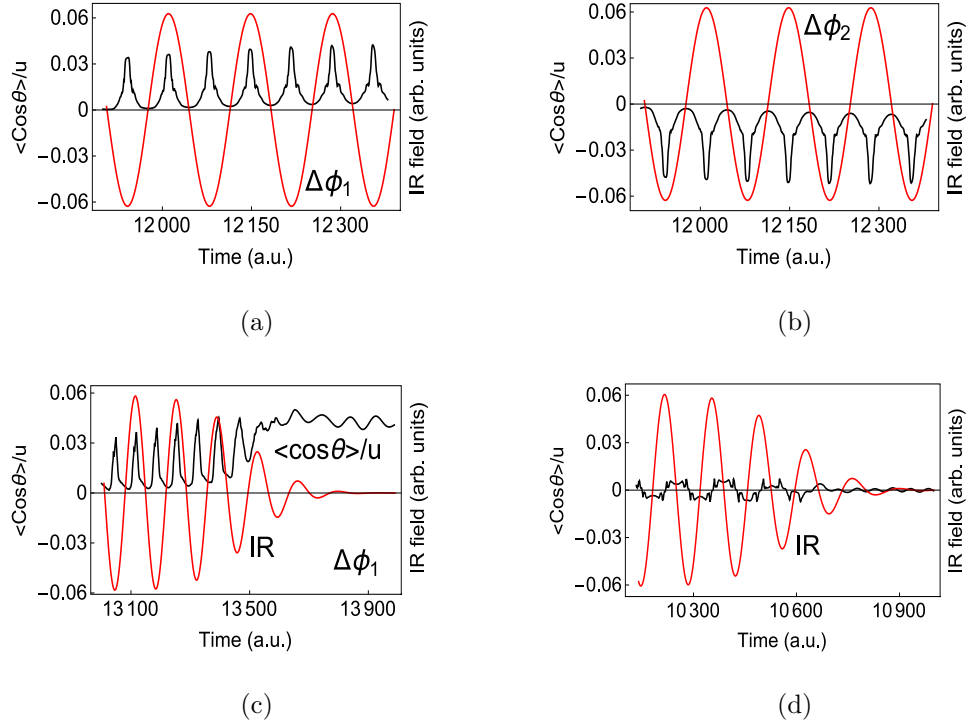 <Cosθ>/u
0.06
0.03
0
−0.03
−0.06
Δϕ1
12 000
12 150
12 300
Time (a.u.)
IR field (arb. units)
(a)
<Cosθ>/u
0.06
0.03
0
−0.03
−0.06
Δϕ2
12 000
12 150
12 300
Time (a.u.)
IR field (arb. units)
(b)
<Cosθ>/u
0.06
0.03
0
−0.03
−0.06
<cosθ>/u
IR
Δϕ1
13 100
13 500
13 900
Time (a.u.)
IR field (arb. units)
(c)
<Cosθ>/u
0.06
0.03
0
−0.03
−0.06
IR
10 300
10 600
10 900
Time (a.u.)
IR field (arb. units)
(d)